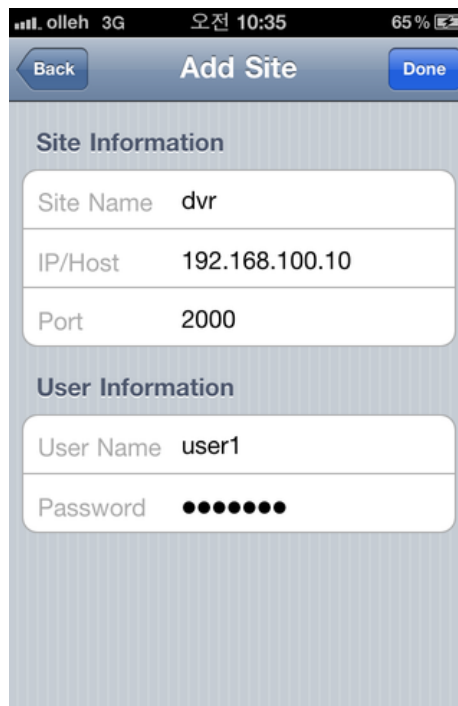 olleh 3G 오전 10:35 65%
Back Add Site Done
Site Information
Site Name dvr
IP/Host 192.168.100.10
Port 2000
User Information
User Name user1
Password ●●●●●●●